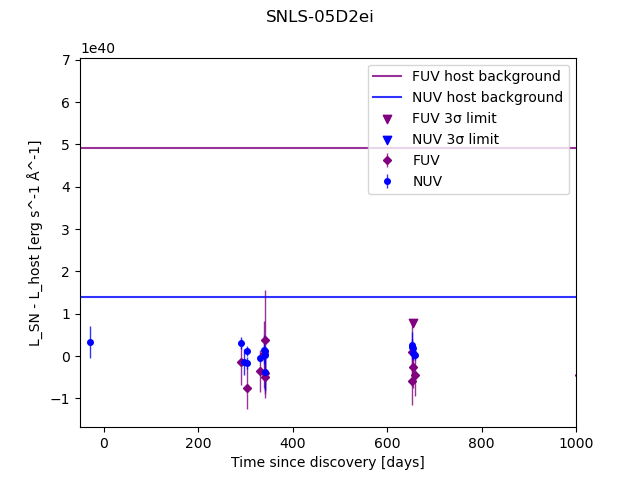 SNLS-05D2ei
1e40
7
6
5
4
3
2
1
0
−1
L_SN - L_host [erg s^-1 Å^-1]
FUV host background
NUV host background
FUV 3σ limit
NUV 3σ limit
FUV
NUV
0 200 400 600 800 1000
Time since discovery [days]